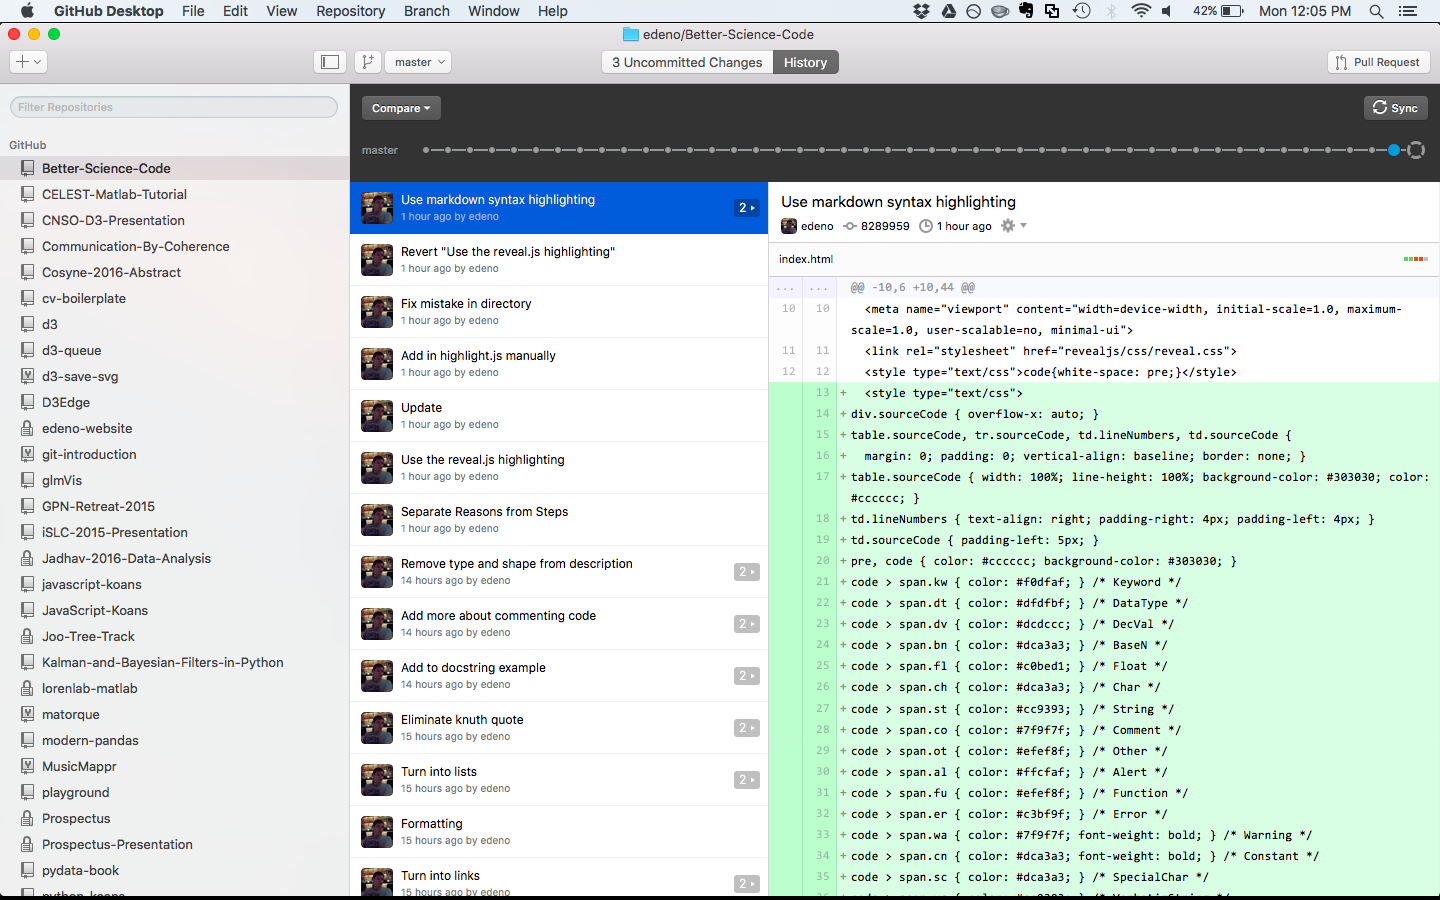 GitHub Desktop File Edit View Repository Branch Window Help 42% Mon 12:05 PM
edeno/Better-Science-Code
master 3 Uncommitted Changes History Pull Request
Filter Repositories
GitHub
Better-Science-Code
CELEST-Matlab-Tutorial
CNSO-D3-Presentation
Communication-By-Coherence
Cosyne-2016-Abstract
cv-boilerplate
d3
d3-queue
d3-save-svg
D3Edge
edeno-website
git-introduction
glmVis
GPN-Retreat-2015
iSLC-2015-Presentation
Jadhav-2016-Data-Analysis
javascript-koans
JavaScript-Koans
Joo-Tree-Track
Kalman-and-Bayesian-Filters-in-Python
lorenlab-matlab
matorque
modern-pandas
MusicMappr
playground
Prospectus
Prospectus-Presentation
pydata-book
Compare Sync
master
Use markdown syntax highlighting
1 hour ago by edeno
2
Revert "Use the reveal.js highlighting"
1 hour ago by edeno
Fix mistake in directory
1 hour ago by edeno
Add in highlight.js manually
1 hour ago by edeno
Update
1 hour ago by edeno
Use the reveal.js highlighting
1 hour ago by edeno
Separate Reasons from Steps
1 hour ago by edeno
Remove type and shape from description
14 hours ago by edeno
2
Add more about commenting code
14 hours ago by edeno
2
Add to docstring example
14 hours ago by edeno
2
Eliminate knuth quote
15 hours ago by edeno
2
Turn into lists
15 hours ago by edeno
2
Formatting
15 hours ago by edeno
Turn into links
15 hours ago by edeno
2
Use markdown syntax highlighting
edeno 8289959 1 hour ago
index.html
... ... @@ -10,6 +10,44 @@
10 10 <meta name="viewport" content="width=device-width, initial-scale=1.0, maximum-
scale=1.0, user-scalable=no, minimal-ui">
11 11 <link rel="stylesheet" href="revealjs/css/reveal.css">
12 12 <style type="text/css">code{white-space: pre;}</style>
13 + <style type="text/css">
14 +div.sourceCode { overflow-x: auto; }
15 +table.sourceCode, tr.sourceCode, td.lineNumbers, td.sourceCode {
16 + margin: 0; padding: 0; vertical-align: baseline; border: none; }
17 +table.sourceCode { width: 100%; line-height: 100%; background-color: #303030; color:
#cccccc; }
18 +td.lineNumbers { text-align: right; padding-right: 4px; padding-left: 4px; }
19 +td.sourceCode { padding-left: 5px; }
20 +pre, code { color: #cccccc; background-color: #303030; }
21 +code > span.kw { color: #f0dfaf; } /* Keyword */
22 +code > span.dt { color: #dfdfbf; } /* DataType */
23 +code > span.dv { color: #dcdccc; } /* DecVal */
24 +code > span.bn { color: #dca3a3; } /* BaseN */
25 +code > span.fl { color: #c0bed1; } /* Float */
26 +code > span.ch { color: #dca3a3; } /* Char */
27 +code > span.st { color: #cc9393; } /* String */
28 +code > span.co { color: #7f9f7f; } /* Comment */
29 +code > span.ot { color: #efef8f; } /* Other */
30 +code > span.al { color: #ffcfaf; } /* Alert */
31 +code > span.fu { color: #efef8f; } /* Function */
32 +code > span.er { color: #c3bf9f; } /* Error */
33 +code > span.wa { color: #7f9f7f; font-weight: bold; } /* Warning */
34 +code > span.cn { color: #dca3a3; font-weight: bold; } /* Constant */
35 +code > span.sc { color: #dca3a3; } /* SpecialChar */